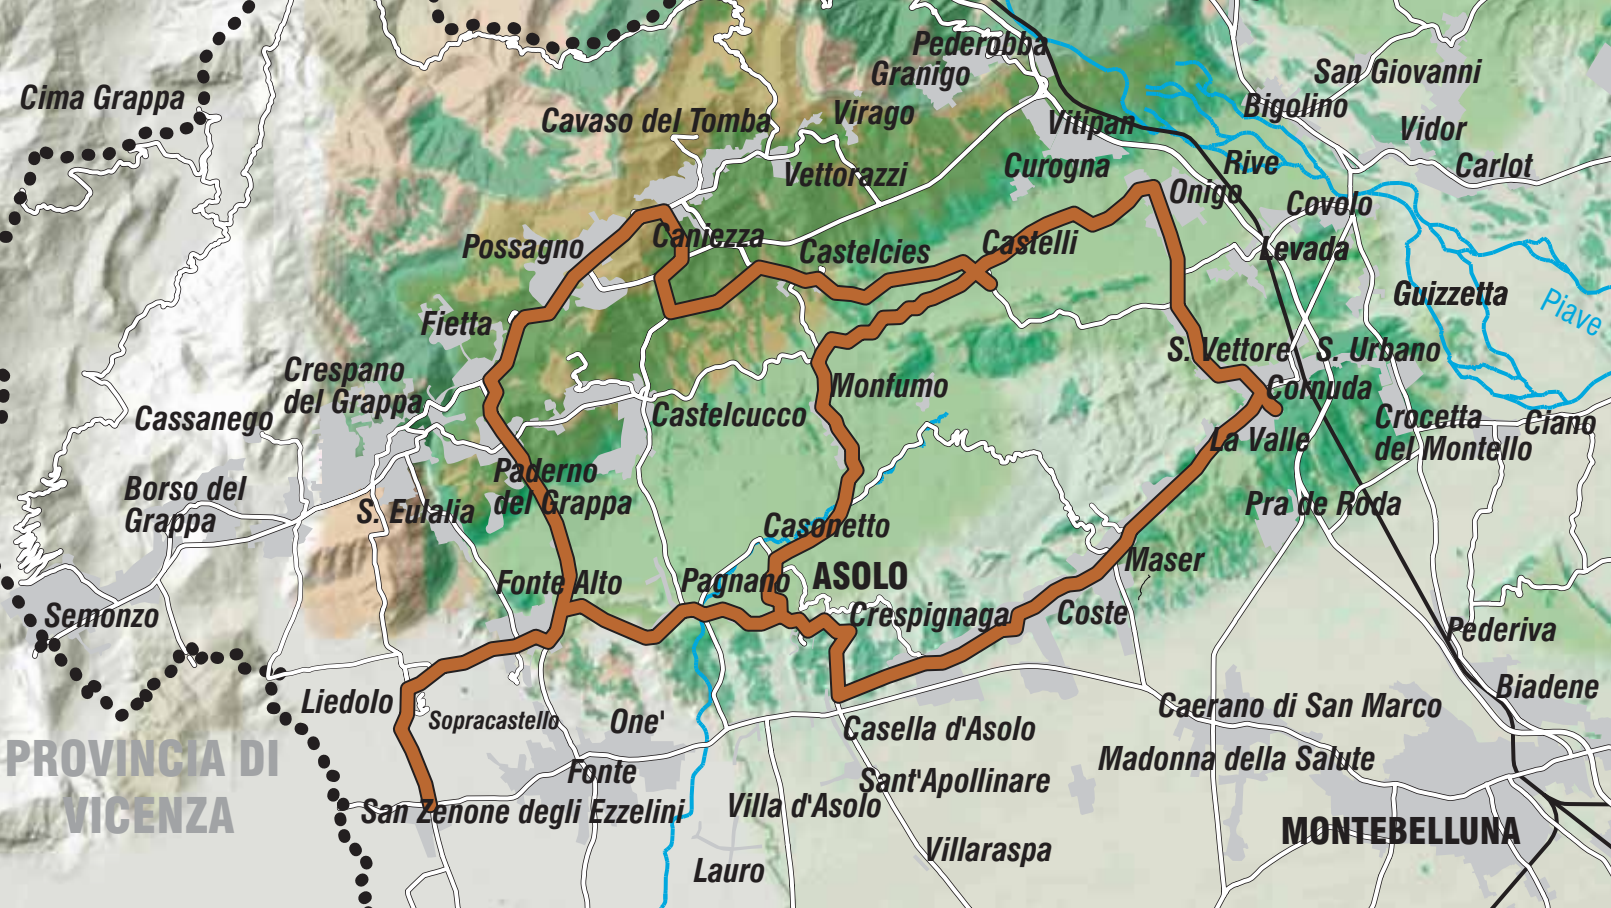 Pederobba
Granigo
San Giovanni
Cima Grappa
Cavaso del Tomba
Virago
Bigolino
Vitipan
Vidor
Vettorazzi
Curogna
Rive
Carlot
Onigo
Covolo
Possagno
Caniezza
Castelcies
Castelli
Levada
Guizzetta
Piave
Fietta
S. Vettore
S. Urbano
Crespano
del Grappa
Monfumo
Cornuda
Cassanego
Castelcucco
Crocetta
del Montello
Ciano
La Valle
Borso del
Grappa
Paderno
del Grappa
S. Eulalia
Pra de Roda
Casonetto
Maser
Fonte Alto
Pagnano
ASOLO
Semonzo
Crespignaga
Coste
Pederiva
Liedolo
Sopracastello
One'
Biadene
Casella d'Asolo
Caerano di San Marco
PROVINCIA DI
VICENZA
Fonte
Madonna della Salute
Sant'Apollinare
San Zenone degli Ezzelini
Villa d'Asolo
MONTEBELLUNA
Villaraspa
Lauro